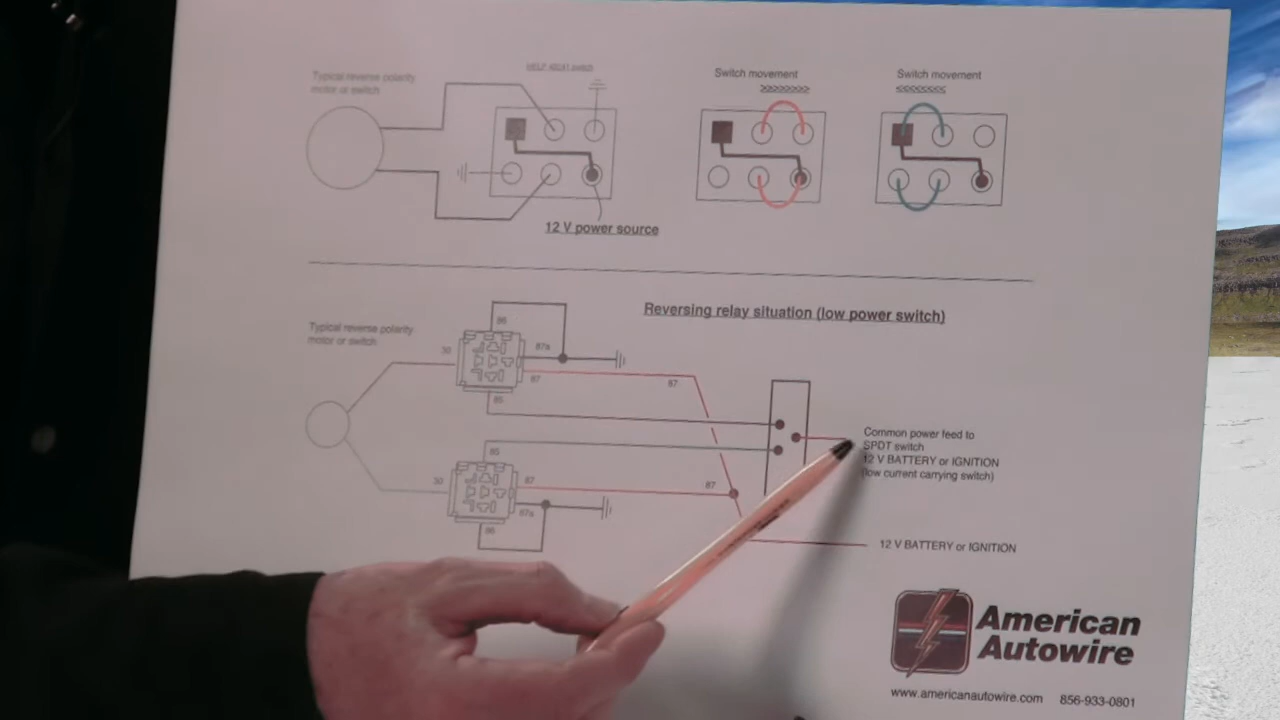 Typical reverse polarity
motor or switch
12 V power source
Switch movement
>>>>>>>>
Switch movement
<<<<<<<<
Reversing relay situation (low power switch)
Typical reverse polarity
motor or switch
30
86
87a
87
85
87
85
30
87
87a
86
87
Common power feed to
SPDT switch
12 V BATTERY or IGNITION
(low current carrying switch)
12 V BATTERY or IGNITION
American
Autowire
www.americanautowire.com 856-933-0801